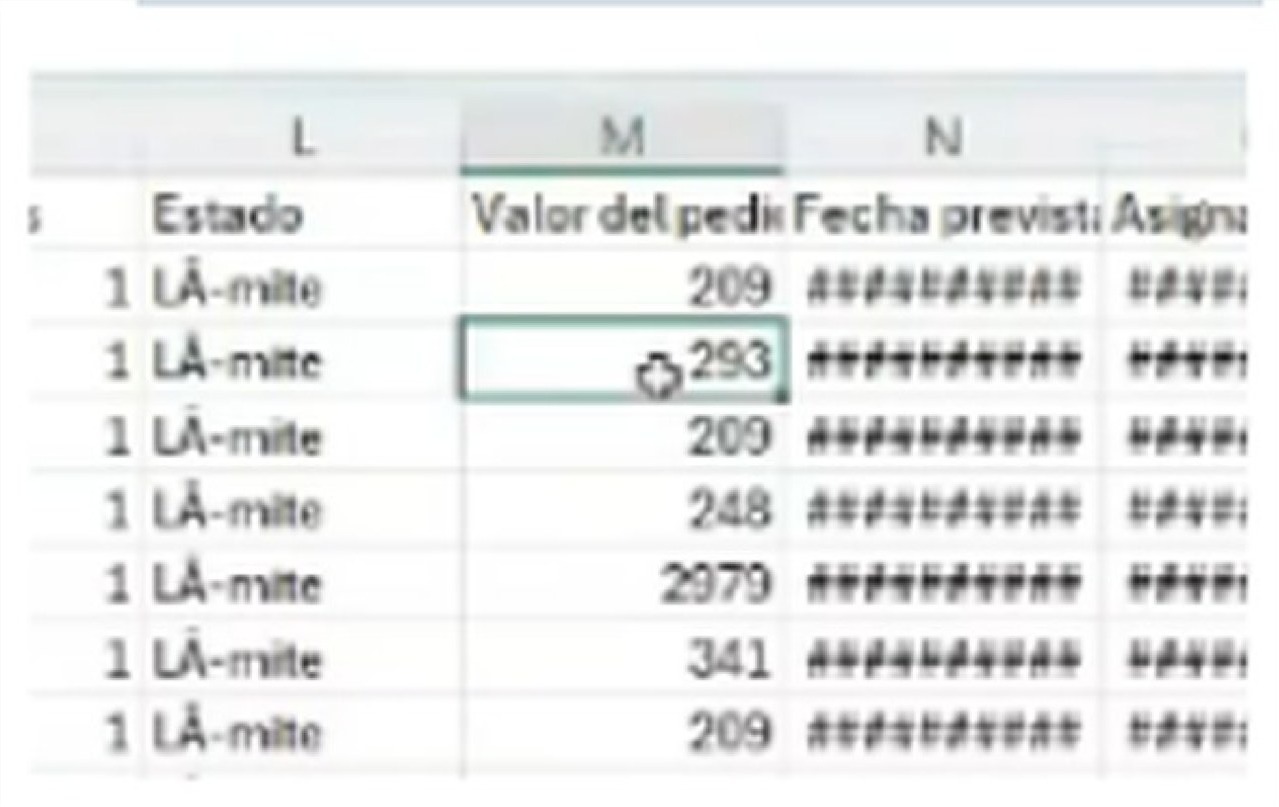 L M N
s Estado Valor del pedi Fecha prevista Asigna
1 LÃ-mite 209 ########## #####
1 LÃ-mite 293 ########## #####
1 LÃ-mite 209 ########## #####
1 LÃ-mite 248 ########## #####
1 LÃ-mite 2979 ########## #####
1 LÃ-mite 341 ########## #####
1 LÃ-mite 209 ########## #####